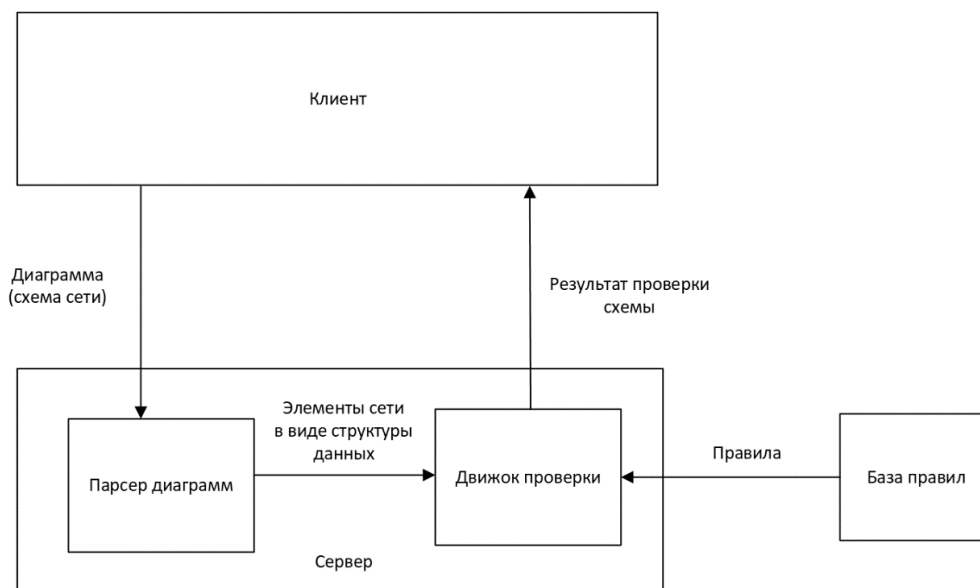 Клиент
Диаграмма
(схема сети)
Результат проверки
схемы
Элементы сети
в виде структуры
данных
Правила
Парсер диаграмм
Движок проверки
База правил
Сервер